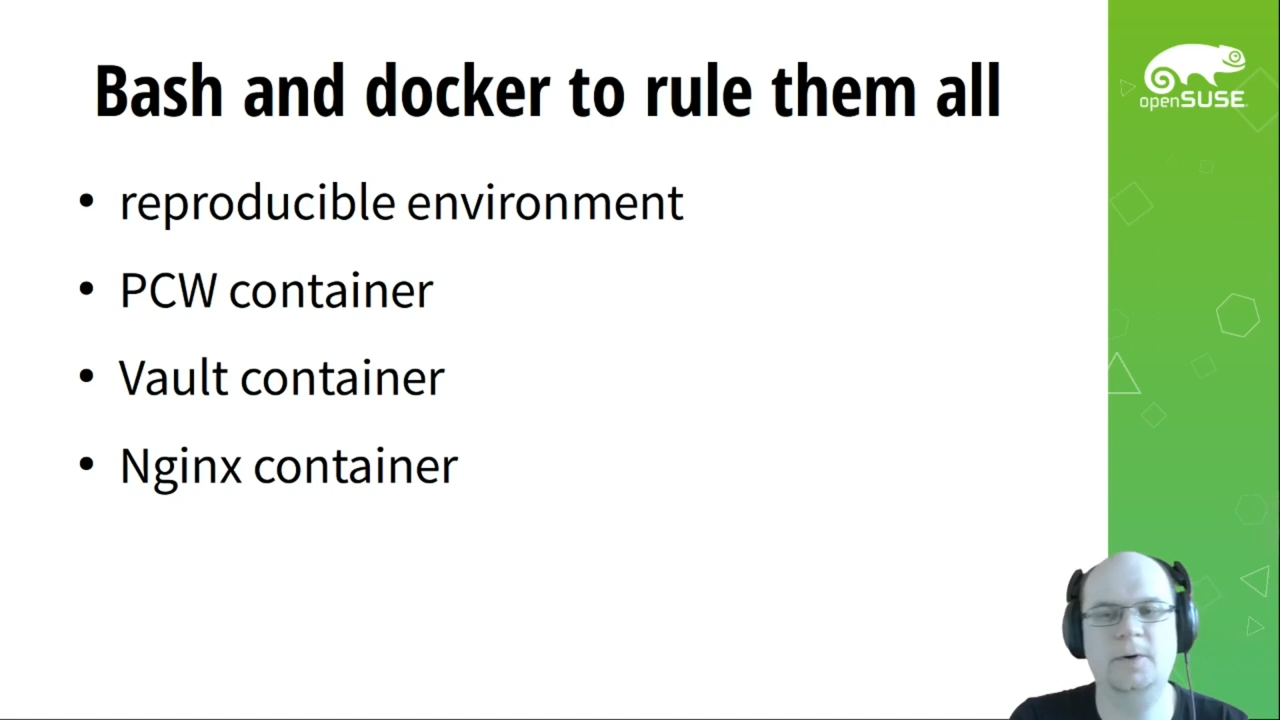 Bash and docker to rule them all
openSUSE
• reproducible environment
• PCW container
• Vault container
• Nginx container